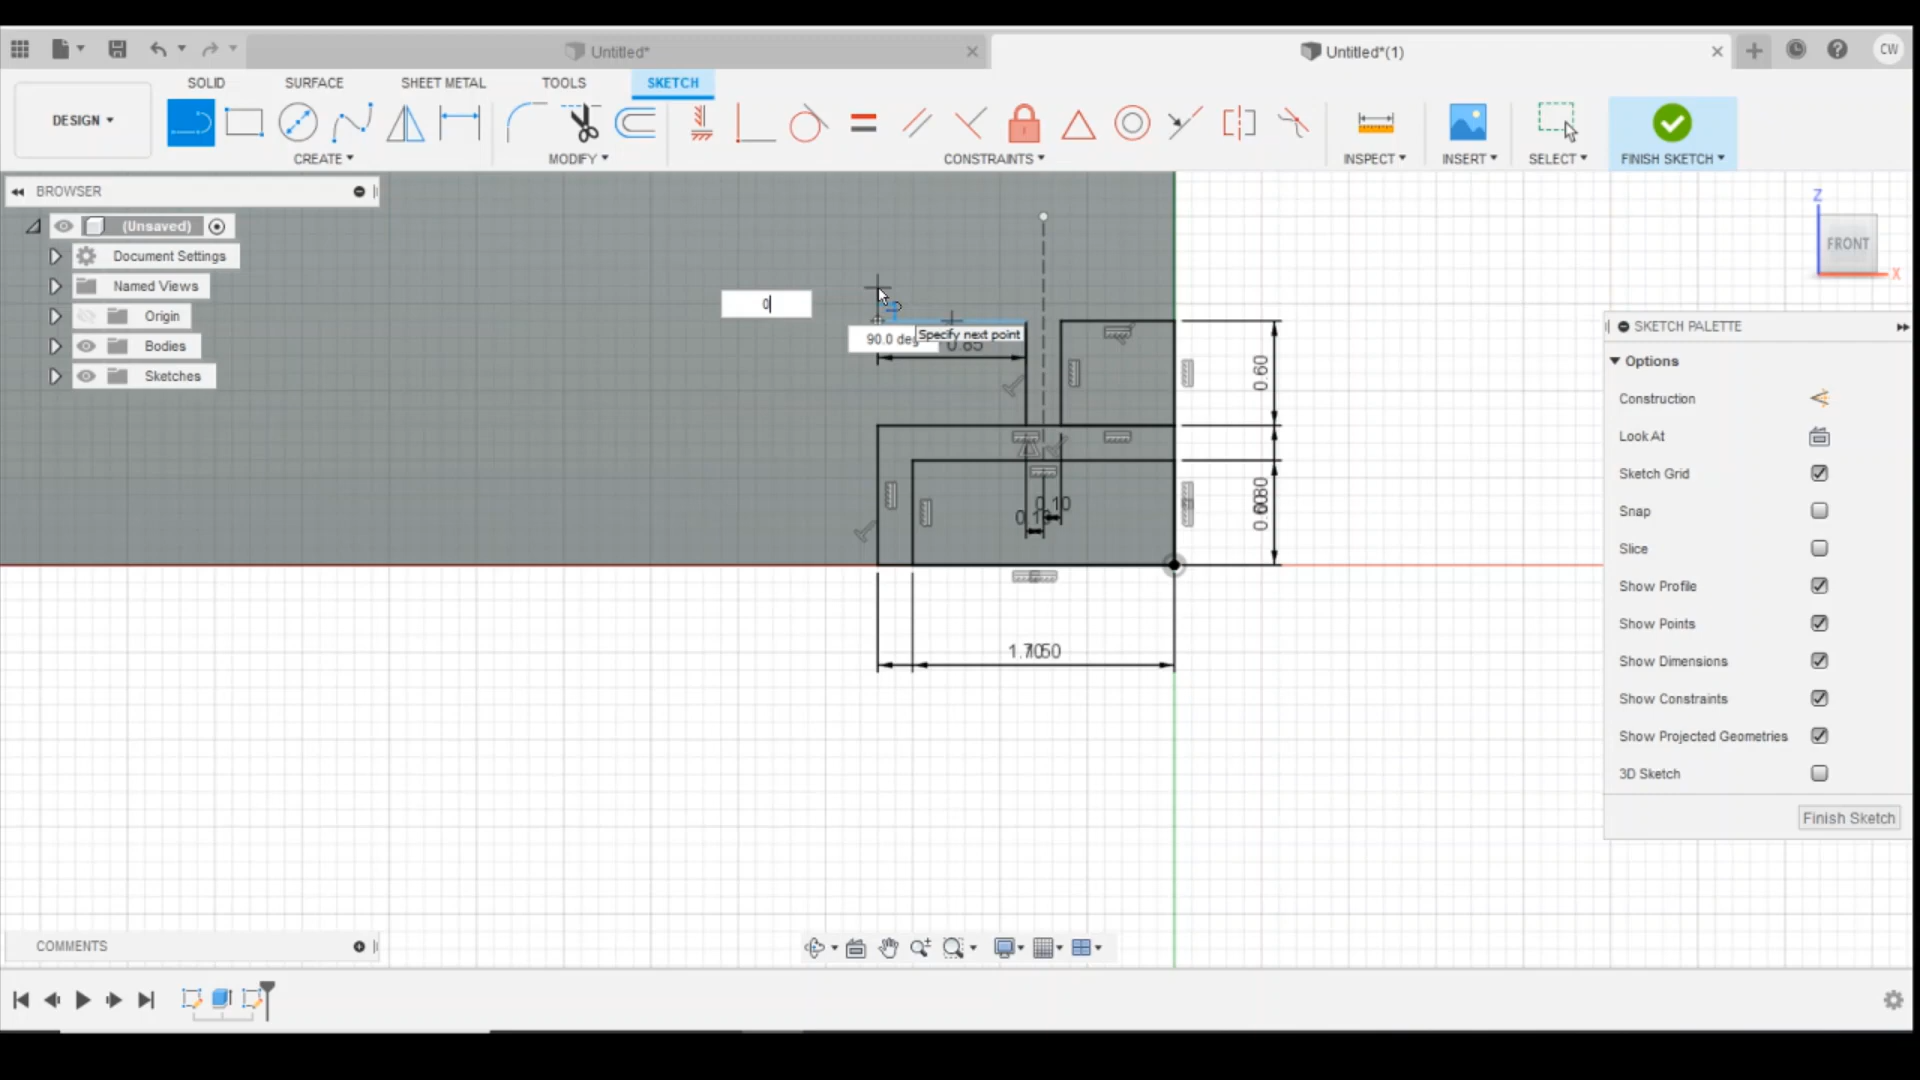 Untitled*
Untitled*(1)
CW
SOLID
SURFACE
SHEET METAL
TOOLS
SKETCH
DESIGN
CREATE
MODIFY
CONSTRAINTS
INSPECT
INSERT
SELECT
FINISH SKETCH
BROWSER
(Unsaved)
Document Settings
Named Views
Origin
Bodies
Sketches
Z
FRONT
X
0
Specify next point
90.0 deg
0.60
0.10
SKETCH PALETTE
Options
Construction
Look At
Sketch Grid
Snap
Slice
Show Profile
Show Points
Show Dimensions
Show Constraints
Show Projected Geometries
3D Sketch
Finish Sketch
COMMENTS